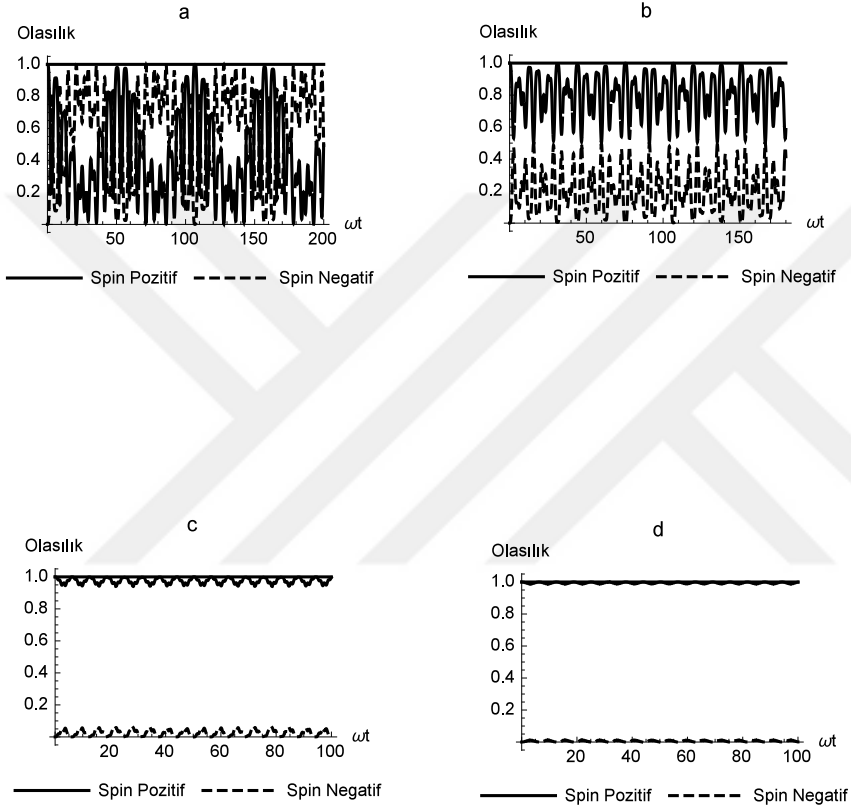 a
Olasılık
1.0
0.8
0.6
0.4
0.2
50 100 150 200
ωt
Spin Pozitif Spin Negatif
b
Olasılık
1.0
0.8
0.6
0.4
0.2
50 100 150
ωt
Spin Pozitif Spin Negatif
c
Olasılık
1.0
0.8
0.6
0.4
0.2
20 40 60 80 100
ωt
Spin Pozitif Spin Negatif
d
Olasılık
1.0
0.8
0.6
0.4
0.2
20 40 60 80 100
ωt
Spin Pozitif Spin Negatif